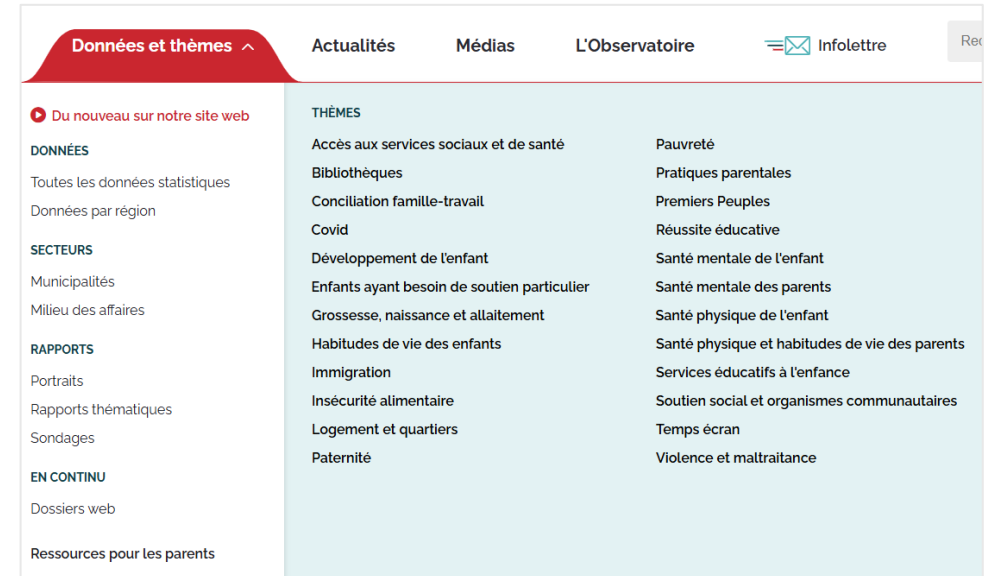 Données et thèmes
Actualités
Médias
L'Observatoire
Infolettre
Du nouveau sur notre site web
DONNÉES
Toutes les données statistiques
Données par région
SECTEURS
Municipalités
Milieu des affaires
RAPPORTS
Portraits
Rapports thématiques
Sondages
EN CONTINU
Dossiers web
Ressources pour les parents
THÈMES
Accès aux services sociaux et de santé
Bibliothèques
Conciliation famille-travail
Covid
Développement de l'enfant
Enfants ayant besoin de soutien particulier
Grossesse, naissance et allaitement
Habitudes de vie des enfants
Immigration
Insécurité alimentaire
Logement et quartiers
Paternité
Pauvreté
Pratiques parentales
Premiers Peuples
Réussite éducative
Santé mentale de l'enfant
Santé mentale des parents
Santé physique de l'enfant
Santé physique et habitudes de vie des parents
Services éducatifs à l'enfance
Soutien social et organismes communautaires
Temps écran
Violence et maltraitance